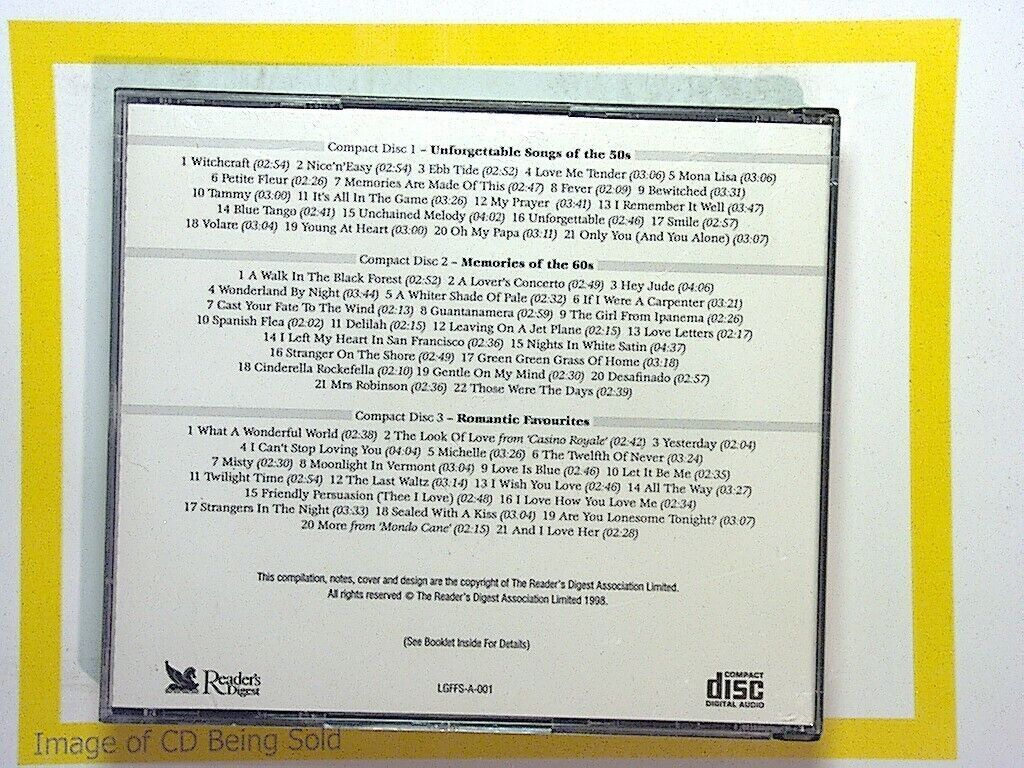 Compact Disc 1 – Unforgettable Songs of the 50s
1 Witchcraft (02:54) 2 Nice'n'Easy (02:54) 3 Ebb Tide (02:52) 4 Love Me Tender (03:06) 5 Mona Lisa (03:06)
6 Petite Fleur (02:26) 7 Memories Are Made Of This (02:47) 8 Fever (02:09) 9 Bewitched (03:31)
10 Tammy (03:00) 11 It's All In The Game (03:26) 12 My Prayer (03:41) 13 I Remember It Well (03:47)
14 Blue Tango (02:41) 15 Unchained Melody (04:02) 16 Unforgettable (02:46) 17 Smile (02:57)
18 Volare (03:04) 19 Young At Heart (03:00) 20 Oh My Papa (03:11) 21 Only You (And You Alone) (03:07)
Compact Disc 2 – Memories of the 60s
1 A Walk In The Black Forest (02:52) 2 A Lover's Concerto (02:49) 3 Hey Jude (04:06)
4 Wonderland By Night (03:44) 5 A Whiter Shade Of Pale (02:32) 6 If I Were A Carpenter (03:21)
7 Cast Your Fate To The Wind (02:13) 8 Guantanamera (02:59) 9 The Girl From Ipanema (02:26)
10 Spanish Flea (02:02) 11 Delilah (02:15) 12 Leaving On A Jet Plane (02:15) 13 Love Letters (02:17)
14 I Left My Heart In San Francisco (02:36) 15 Nights In White Satin (04:37)
16 Stranger On The Shore (02:49) 17 Green Green Grass Of Home (03:18)
18 Cinderella Rockefella (02:10) 19 Gentle On My Mind (02:30) 20 Desafinado (02:57)
21 Mrs Robinson (02:36) 22 Those Were The Days (02:39)
Compact Disc 3 – Romantic Favourites
1 What A Wonderful World (02:38) 2 The Look Of Love from 'Casino Royale' (02:42) 3 Yesterday (02:04)
4 I Can't Stop Loving You (04:04) 5 Michelle (03:26) 6 The Twelfth Of Never (03:24)
7 Misty (02:30) 8 Moonlight In Vermont (03:04) 9 Love Is Blue (02:46) 10 Let It Be Me (02:35)
11 Twilight Time (02:54) 12 The Last Waltz (03:14) 13 I Wish You Love (02:46) 14 All The Way (03:27)
15 Friendly Persuasion (Thee I Love) (02:48) 16 I Love How You Love Me (02:34)
17 Strangers In The Night (03:33) 18 Sealed With A Kiss (03:04) 19 Are You Lonesome Tonight? (03:07)
20 More from 'Mondo Cane' (02:15) 21 And I Love Her (02:28)
This compilation, notes, cover and design are the copyright of The Reader's Digest Association Limited.
All rights reserved © The Reader's Digest Association Limited 1998.
(See Booklet Inside For Details)
Reader's
Digest
LGFFS-A-001
COMPACT
disc
DIGITAL AUDIO
Image of CD Being Sold